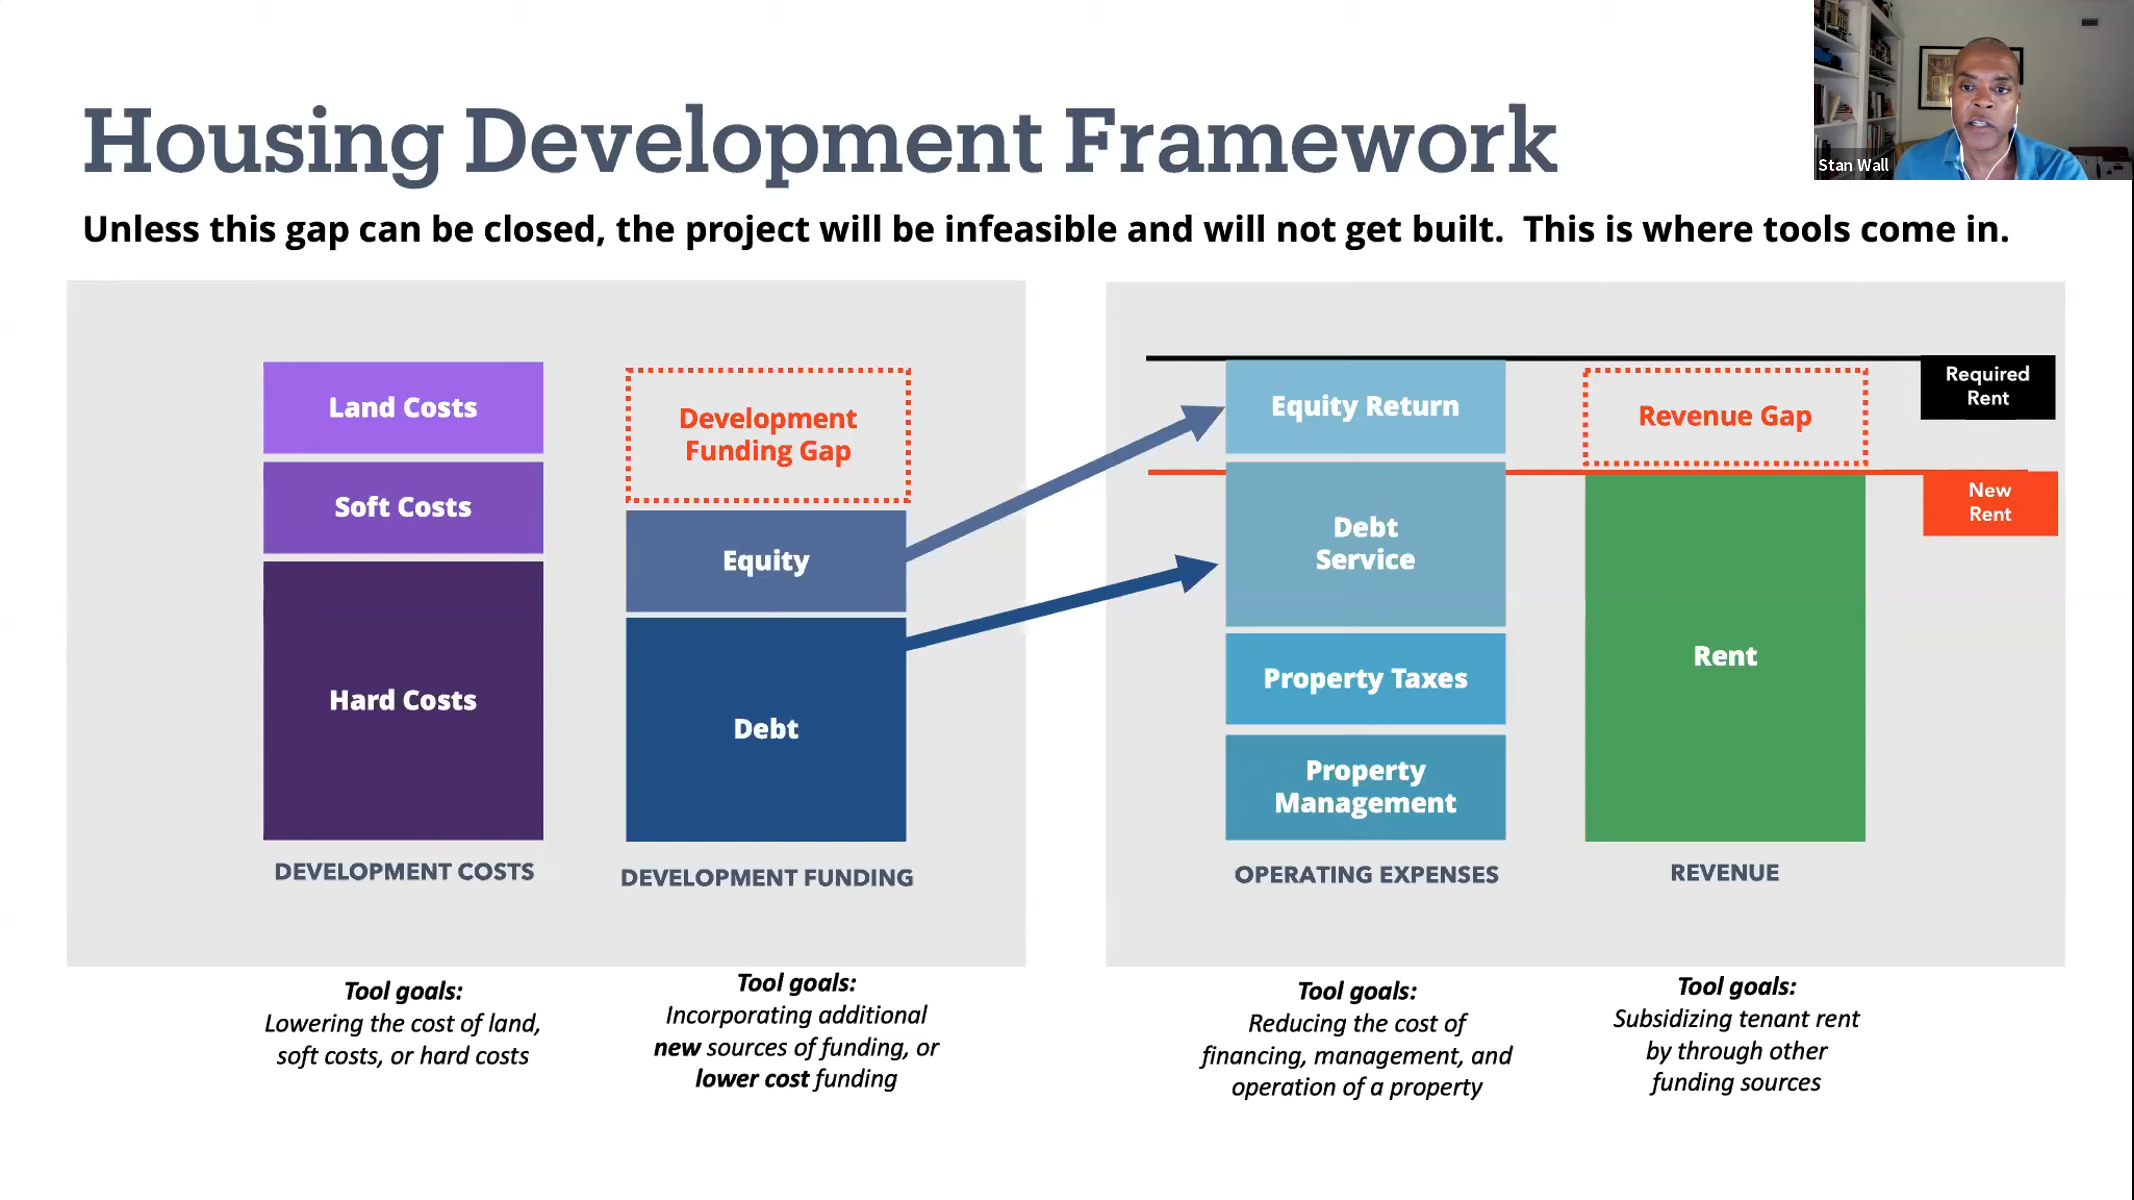 Stan Wall
Housing Development Framework
Unless this gap can be closed, the project will be infeasible and will not get built.  This is where tools come in.
Land Costs
Soft Costs
Hard Costs
DEVELOPMENT COSTS
Development
Funding Gap
Equity
Debt
DEVELOPMENT FUNDING
Equity Return
Debt
Service
Property Taxes
Property
Management
OPERATING EXPENSES
Revenue Gap
Rent
REVENUE
Required
Rent
New
Rent
Tool goals:
Lowering the cost of land,
soft costs, or hard costs
Tool goals:
Incorporating additional
new sources of funding, or
lower cost funding
Tool goals:
Reducing the cost of
financing, management, and
operation of a property
Tool goals:
Subsidizing tenant rent
by through other
funding sources